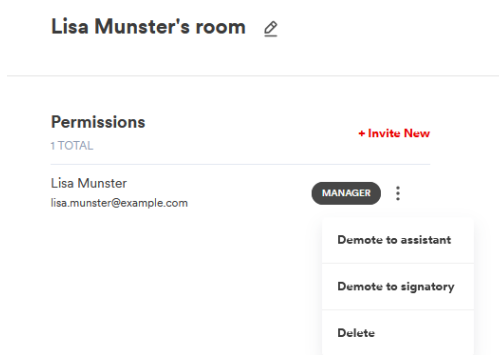 Lisa Munster's room
Permissions
1 TOTAL
+ Invite New
Lisa Munster
lisa.munster@example.com
MANAGER
Demote to assistant
Demote to signatory
Delete